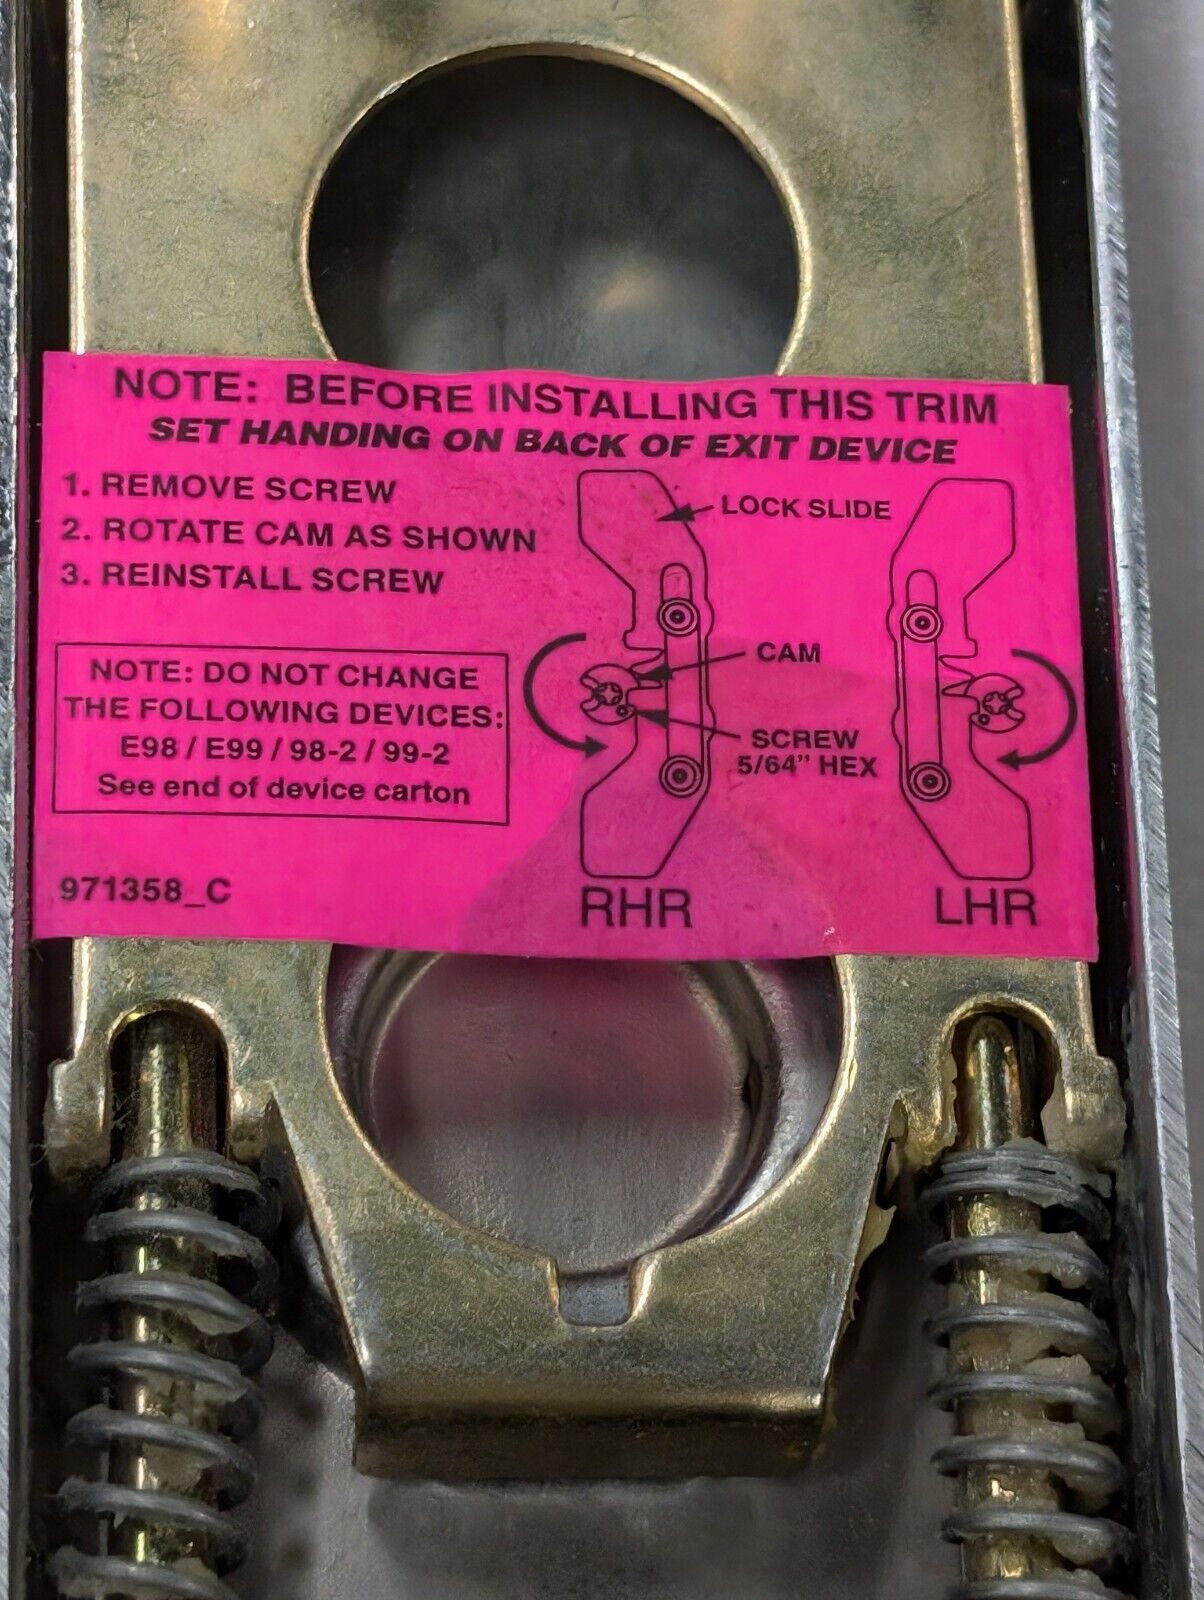 NOTE: BEFORE INSTALLING THIS TRIM
SET HANDING ON BACK OF EXIT DEVICE
1. REMOVE SCREW
2. ROTATE CAM AS SHOWN
3. REINSTALL SCREW
LOCK SLIDE
CAM
SCREW
5/64" HEX
NOTE: DO NOT CHANGE
THE FOLLOWING DEVICES:
E98 / E99 / 98-2 / 99-2
See end of device carton
971358_C
RHR
LHR